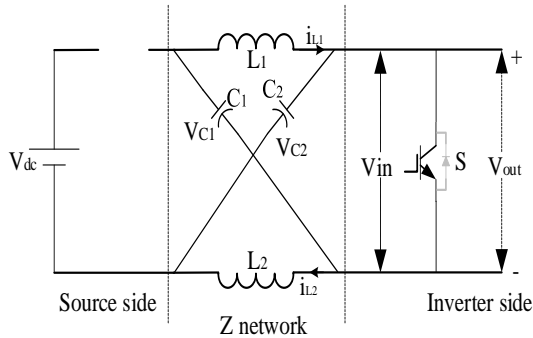 iL1
+
L1
C1
C2
VC1
VC2
Vdc
Vin
S
Vout
L2
iL2
-
Source side
Z network
Inverter side